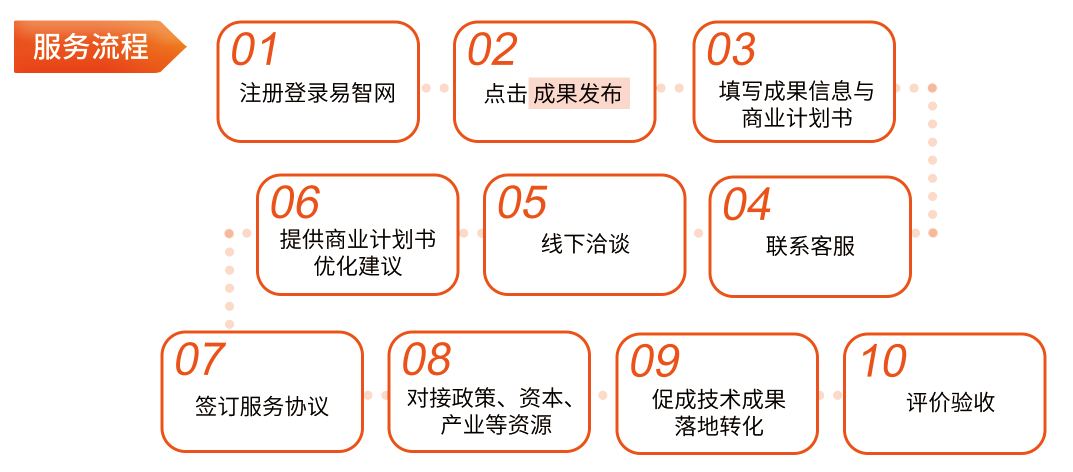 服务流程
01
注册登录易智网
02
点击 成果发布
03
填写成果信息与
商业计划书
04
联系客服
05
线下洽谈
06
提供商业计划书
优化建议
07
签订服务协议
08
对接政策、资本、
产业等资源
09
促成技术成果
落地转化
10
评价验收